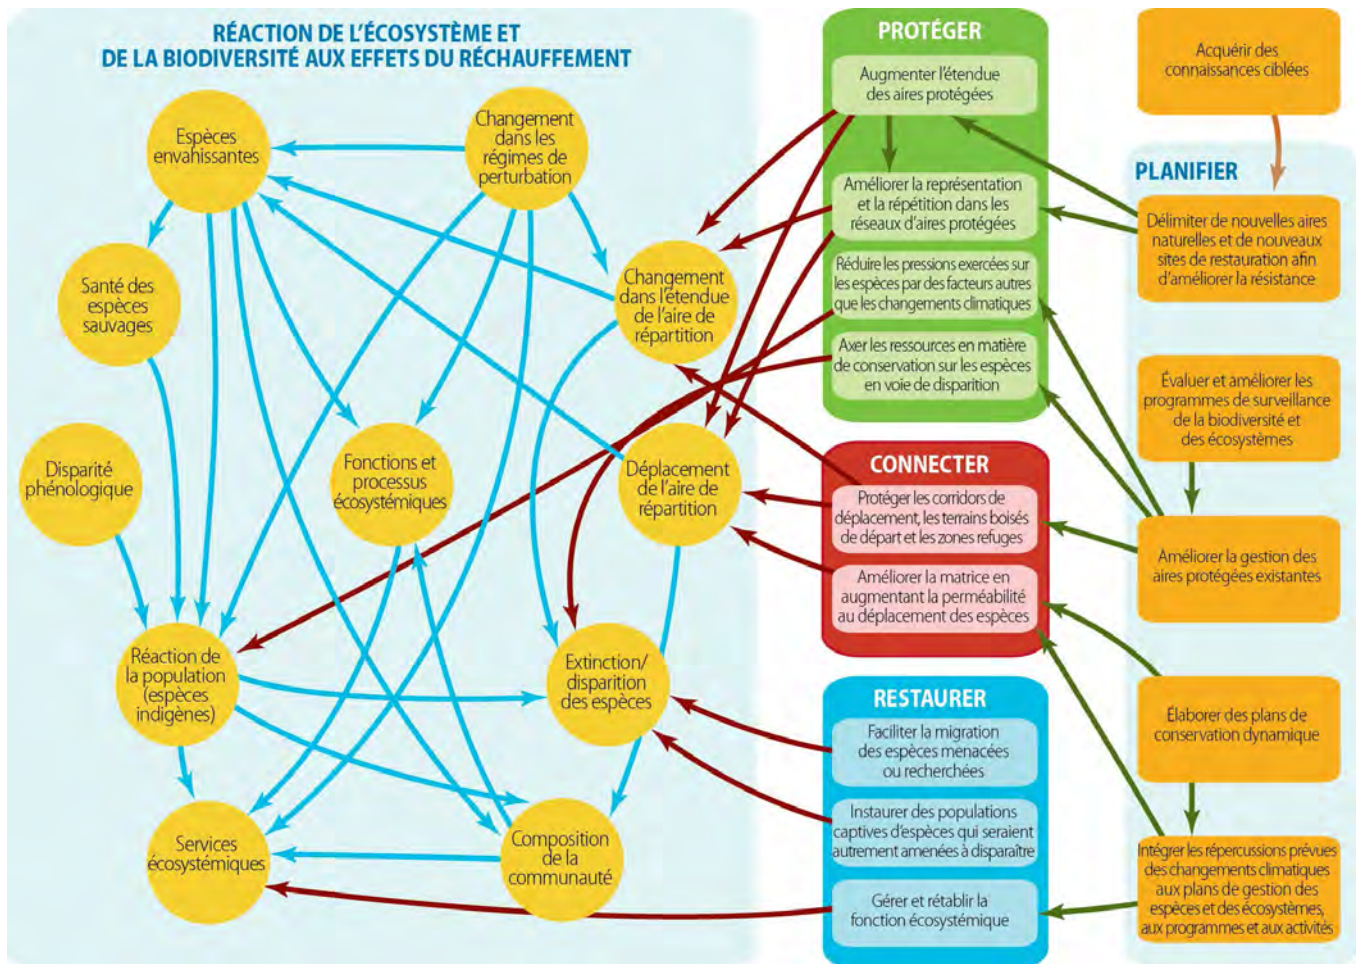 RÉACTION DE L'ÉCOSYSTÈME ET
DE LA BIODIVERSITÉ AUX EFFETS DU RÉCHAUFFEMENT
Espèces
envahissantes
Changement
dans les
régimes de
perturbation
Santé des
espèces
sauvages
Changement
dans l'étendue
de l'aire de
répartition
Disparité
phénologique
Fonctions et
processus
écosystémiques
Déplacement
de l'aire de
répartition
Réaction de
la population
(espèces
indigènes)
Extinction/
disparition
des espèces
Services
écosystémiques
Composition
de la
communauté
PROTÉGER
Augmenter l'étendue
des aires protégées
Améliorer la représentation
et la répétition dans les
réseaux d'aires protégées
Réduire les pressions exercées sur
les espèces par des facteurs autres
que les changements climatiques
Axer les ressources en matière
de conservation sur les espèces
en voie de disparition
CONNECTER
Protéger les corridors de
déplacement, les terrains boisés
de départ et les zones refuges
Améliorer la matrice en
augmentant la perméabilité
au déplacement des espèces
RESTAURER
Faciliter la migration
des espèces menacées
ou recherchées
Instaurer des populations
captives d'espèces qui seraient
autrement amenées à disparaître
Gérer et rétablir la
fonction écosystémique
Acquérir des
connaissances ciblées
PLANIFIER
Délimiter de nouvelles aires
naturelles et de nouveaux
sites de restauration afin
d'améliorer la résistance
Évaluer et améliorer les
programmes de surveillance
de la biodiversité et
des écosystèmes
Améliorer la gestion des
aires protégées existantes
Élaborer des plans de
conservation dynamique
Intégrer les répercussions prévues
des changements climatiques
aux plans de gestion des
espèces et des écosystèmes,
aux programmes et aux activités